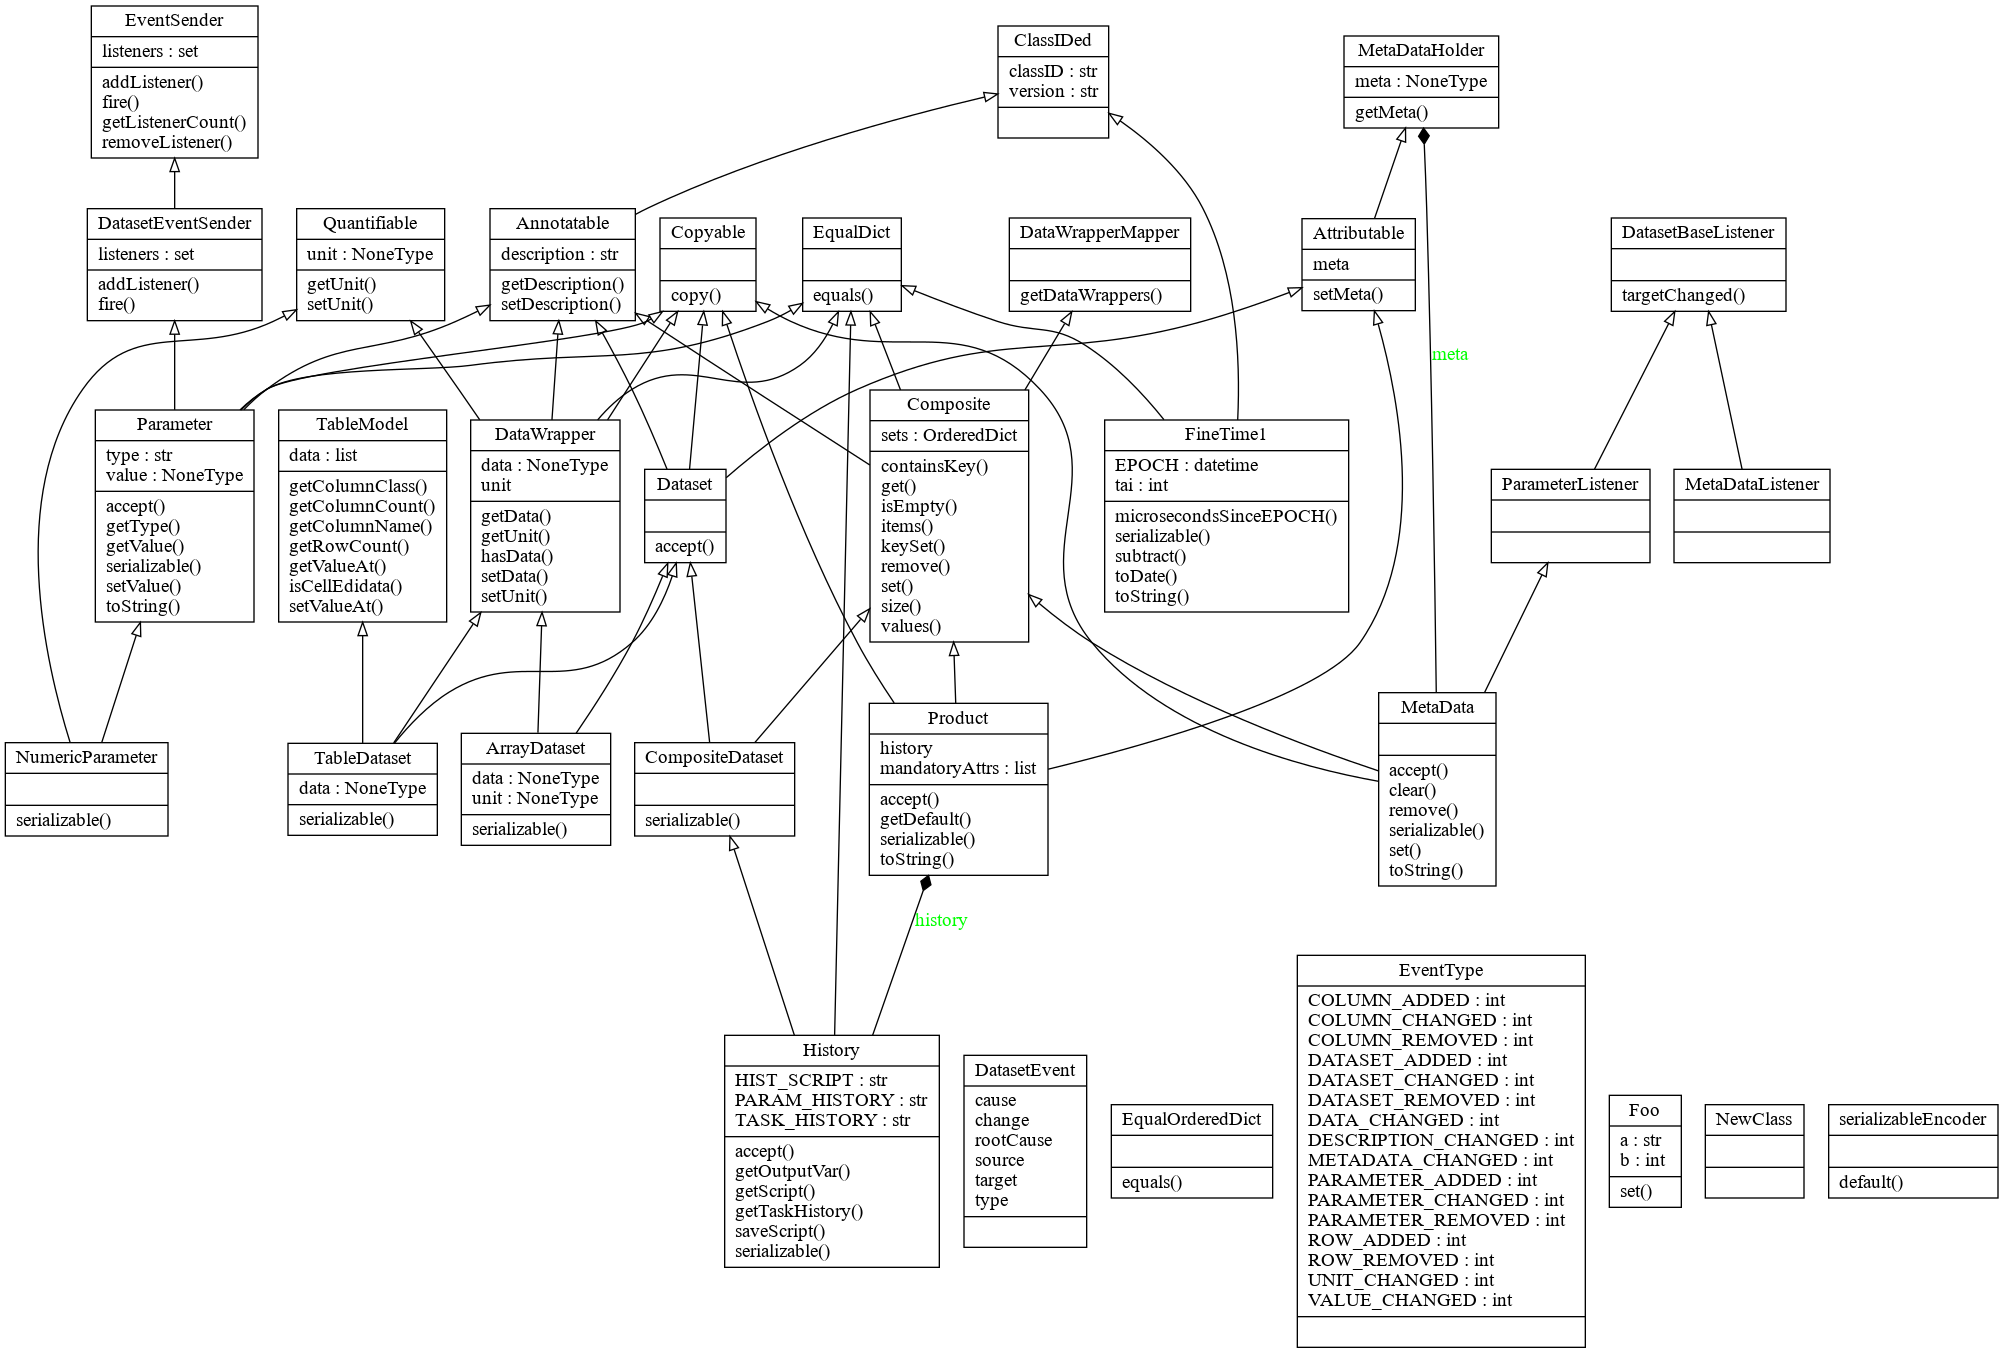 EventSender
listeners : set
addListener()
fire()
getListenerCount()
removeListener()
ClassIDed
classID : str
version : str
MetaDataHolder
meta : NoneType
getMeta()
DatasetEventSender
listeners : set
addListener()
fire()
Quantifiable
unit : NoneType
getUnit()
setUnit()
Annotatable
description : str
getDescription()
setDescription()
Copyable
copy()
EqualDict
equals()
DataWrapperMapper
getDataWrappers()
Attributable
meta
setMeta()
DatasetBaseListener
targetChanged()
meta
Parameter
type : str
value : NoneType
accept()
getType()
getValue()
serializable()
setValue()
toString()
TableModel
data : list
getColumnClass()
getColumnCount()
getColumnName()
getRowCount()
getValueAt()
isCellEdidata()
setValueAt()
DataWrapper
data : NoneType
unit
getData()
getUnit()
hasData()
setData()
setUnit()
Dataset
accept()
Composite
sets : OrderedDict
containsKey()
get()
isEmpty()
items()
keySet()
remove()
set()
size()
values()
FineTime1
EPOCH : datetime
tai : int
microsecondsSinceEPOCH()
serializable()
subtract()
toDate()
toString()
ParameterListener
MetaDataListener
NumericParameter
serializable()
TableDataset
data : NoneType
serializable()
ArrayDataset
data : NoneType
unit : NoneType
serializable()
CompositeDataset
serializable()
Product
history
mandatoryAttrs : list
accept()
getDefault()
serializable()
toString()
MetaData
accept()
clear()
remove()
serializable()
set()
toString()
history
History
HIST_SCRIPT : str
PARAM_HISTORY : str
TASK_HISTORY : str
accept()
getOutputVar()
getScript()
getTaskHistory()
saveScript()
serializable()
DatasetEvent
cause
change
rootCause
source
target
type
EqualOrderedDict
equals()
EventType
COLUMN_ADDED : int
COLUMN_CHANGED : int
COLUMN_REMOVED : int
DATASET_ADDED : int
DATASET_CHANGED : int
DATASET_REMOVED : int
DATA_CHANGED : int
DESCRIPTION_CHANGED : int
METADATA_CHANGED : int
PARAMETER_ADDED : int
PARAMETER_CHANGED : int
PARAMETER_REMOVED : int
ROW_ADDED : int
ROW_REMOVED : int
UNIT_CHANGED : int
VALUE_CHANGED : int
Foo
a : str
b : int
set()
NewClass
serializableEncoder
default()